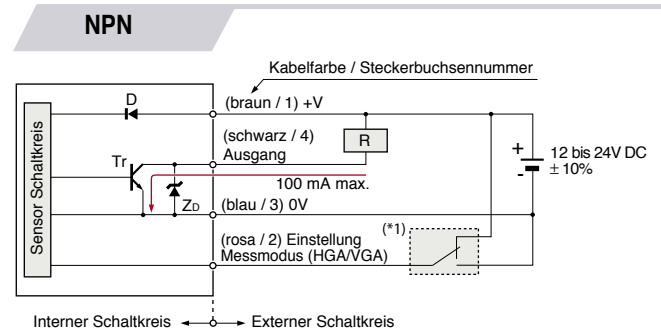 NPN
Kabelfarbe / Steckerbuchsennummer
D
(braun / 1) +V
(schwarz / 4)
Ausgang
R
+
-
12 bis 24V DC
± 10%
Tr
100 mA max.
ZD
(blau / 3) 0V
(*1)
(rosa / 2) Einstellung
Messmodus (HGA/VGA)
Sensor Schaltkreis
Interner Schaltkreis
Externer Schaltkreis